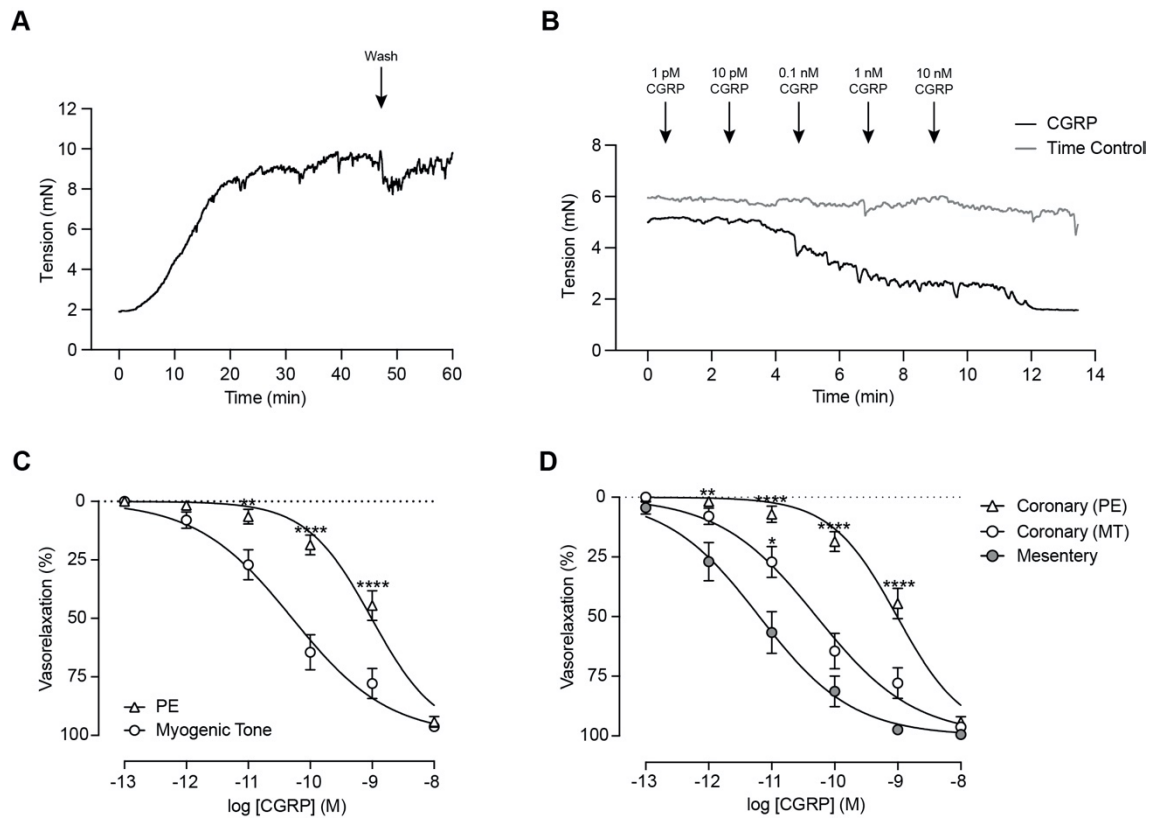 A
Wash
12
10
8
6
4
2
0
Tension (mN)
0 10 20 30 40 50 60
Time (min)
B
1 pM CGRP
10 pM CGRP
0.1 nM CGRP
1 nM CGRP
10 nM CGRP
CGRP
Time Control
8
6
4
2
0
Tension (mN)
0 2 4 6 8 10 12 14
Time (min)
C
0
25
50
75
100
Vasorelaxation (%)
**
****
****
PE
Myogenic Tone
-13 -12 -11 -10 -9 -8
log [CGRP] (M)
D
0
25
50
75
100
Vasorelaxation (%)
**
****
*
****
****
Coronary (PE)
Coronary (MT)
Mesentery
-13 -12 -11 -10 -9 -8
log [CGRP] (M)